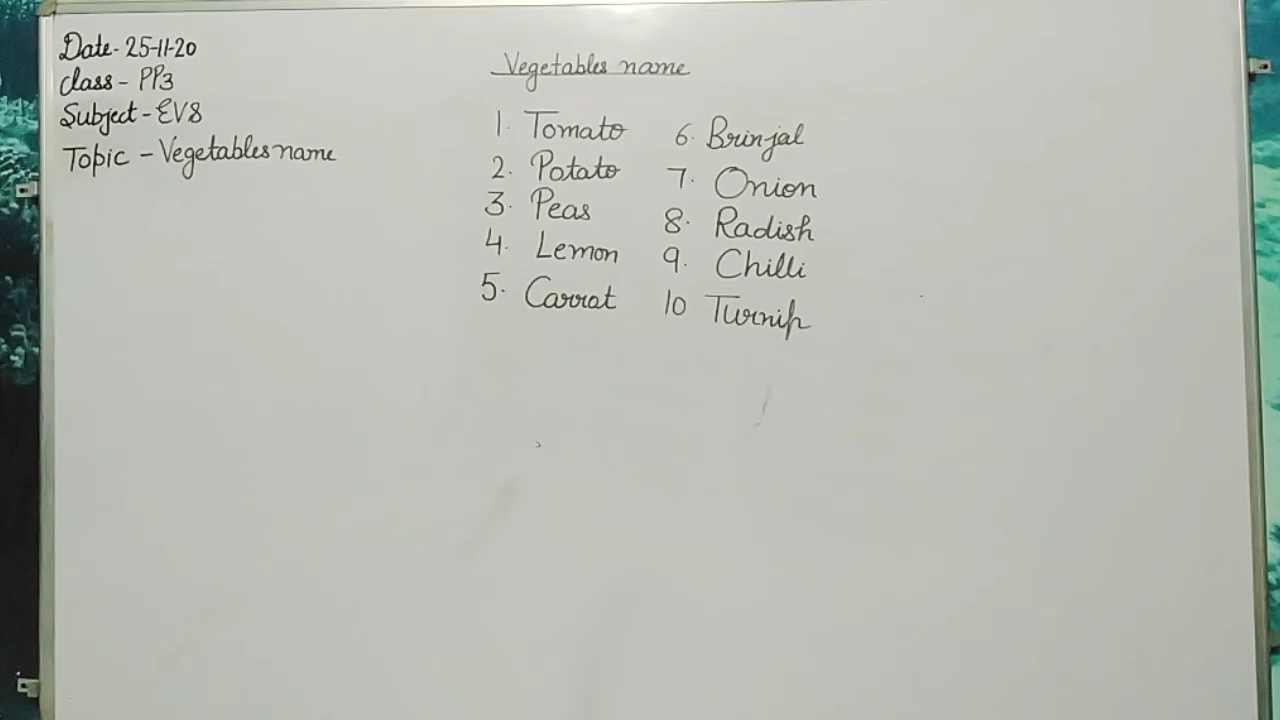 Date- 25-11-20
Class - PP3
Subject - EVS
Topic - Vegetables name
Vegetables name
1. Tomato
2. Potato
3. Peas
4. Lemon
5. Carrat
6. Brinjal
7. Onion
8. Radish
9. Chilli
10 Turnip